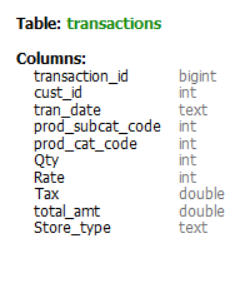 Table: transactions
Columns:
transaction_id bigint
cust_id int
tran_date text
prod_subcat_code int
prod_cat_code int
Qty int
Rate int
Tax double
total_amt double
Store_type text